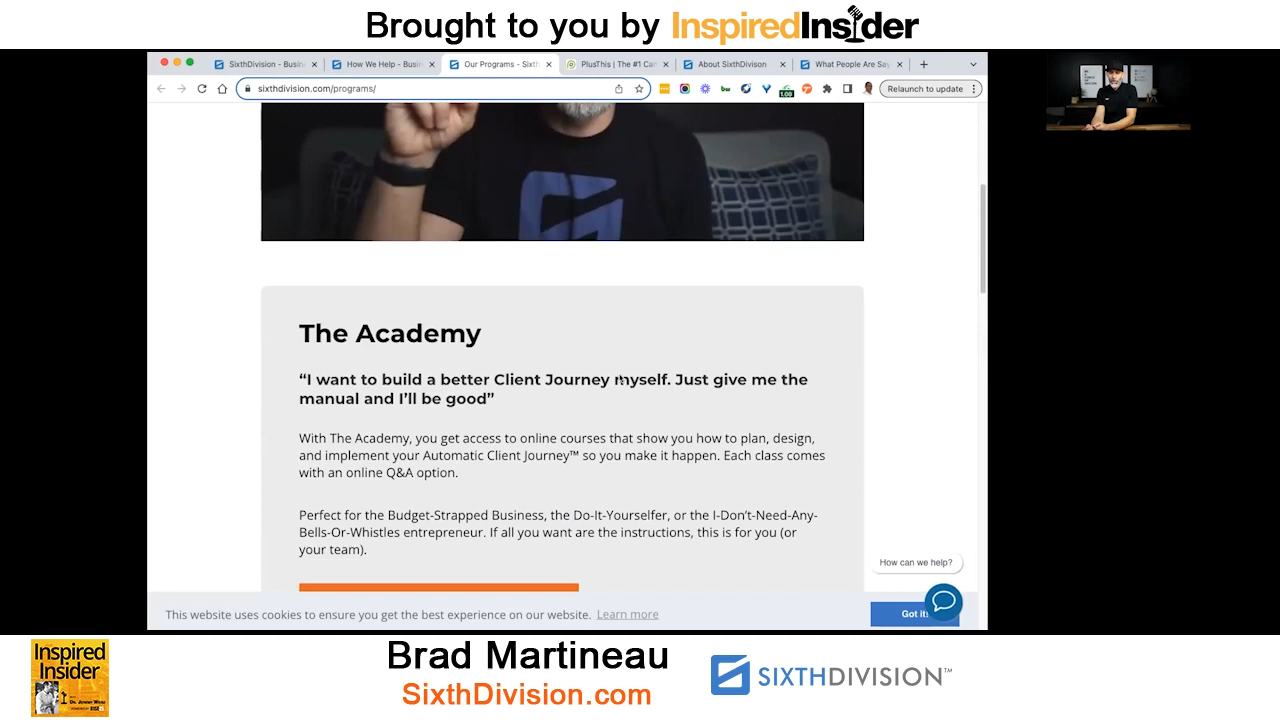 Brought to you by InspiredInsider
SixthDivision - Busin
How We Help - Busin
Our Programs - Sixth
PlusThis | The #1 Can
About SixthDivison
What People Are Say
sixthdivision.com/programs/
1.00
Relaunch to update
The Academy
“I want to build a better Client Journey myself. Just give me the
manual and I’ll be good”
With The Academy, you get access to online courses that show you how to plan, design,
and implement your Automatic Client Journey™ so you make it happen. Each class comes
with an online Q&A option.
Perfect for the Budget-Strapped Business, the Do-It-Yourselfer, or the I-Don’t-Need-Any-
Bells-Or-Whistles entrepreneur. If all you want are the instructions, this is for you (or
your team).
How can we help?
This website uses cookies to ensure you get the best experience on our website. Learn more
Got it!
Inspired
Insider
Brad Martineau
SixthDivision.com
SIXTHDIVISION™